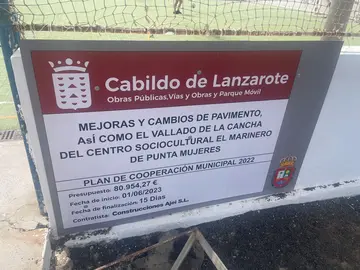 Cabildo de Lanzarote
Obras Públicas.Vías y Obras y Parque Móvil
MEJORAS Y CAMBIOS DE PAVIMENTO,
ASÍ COMO EL VALLADO DE LA CANCHA
DEL CENTRO SOCIOCULTURAL EL MARINERO
DE PUNTA MUJERES
PLAN DE COOPERACIÓN MUNICIPAL 2022
Presupuesto: 80.954,27 €
Fecha de inicio: 01/06/2023
Fecha de finalización: 15 Días
Contratista: Construcciones Ajei S.L.